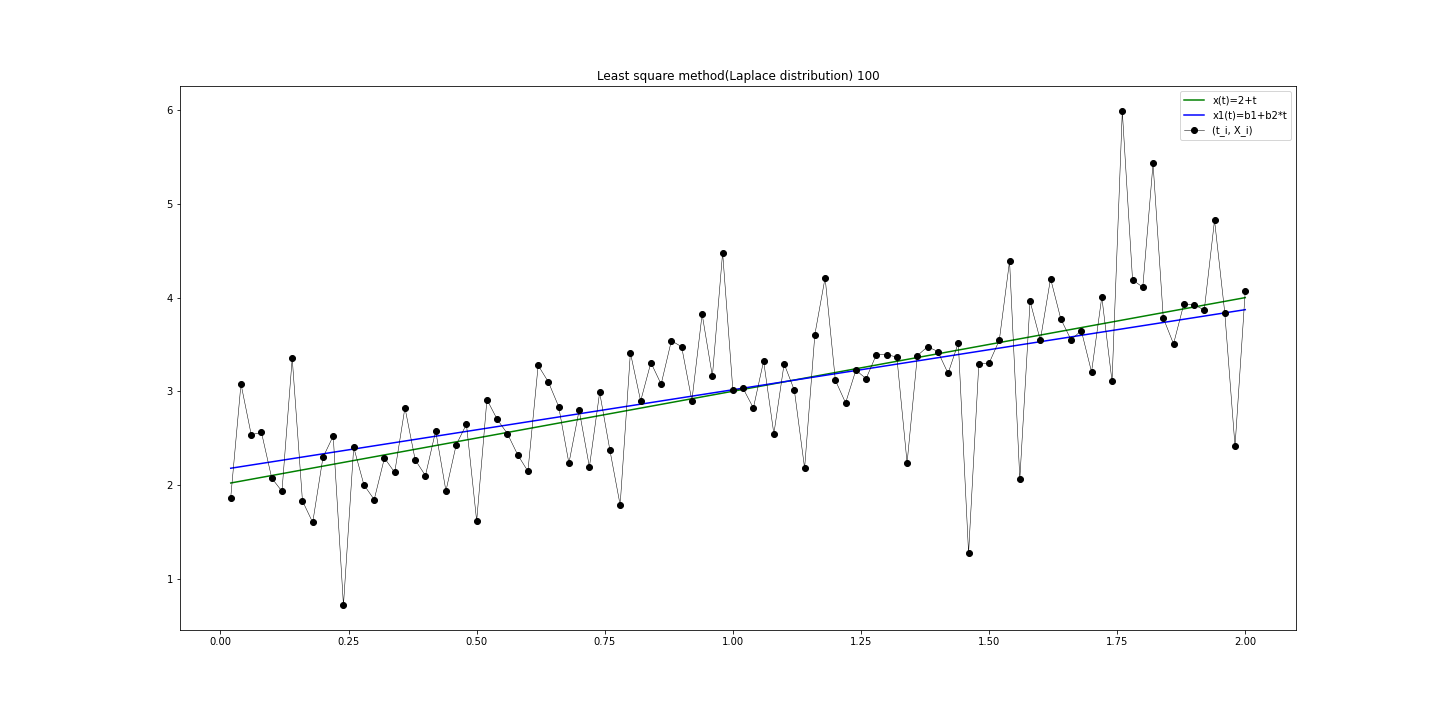 Least square method(Laplace distribution) 100
x(t)=2+t
x1(t)=b1+b2*t
(t_i, X_i)
6
5
4
3
2
1
0.00 0.25 0.50 0.75 1.00 1.25 1.50 1.75 2.00